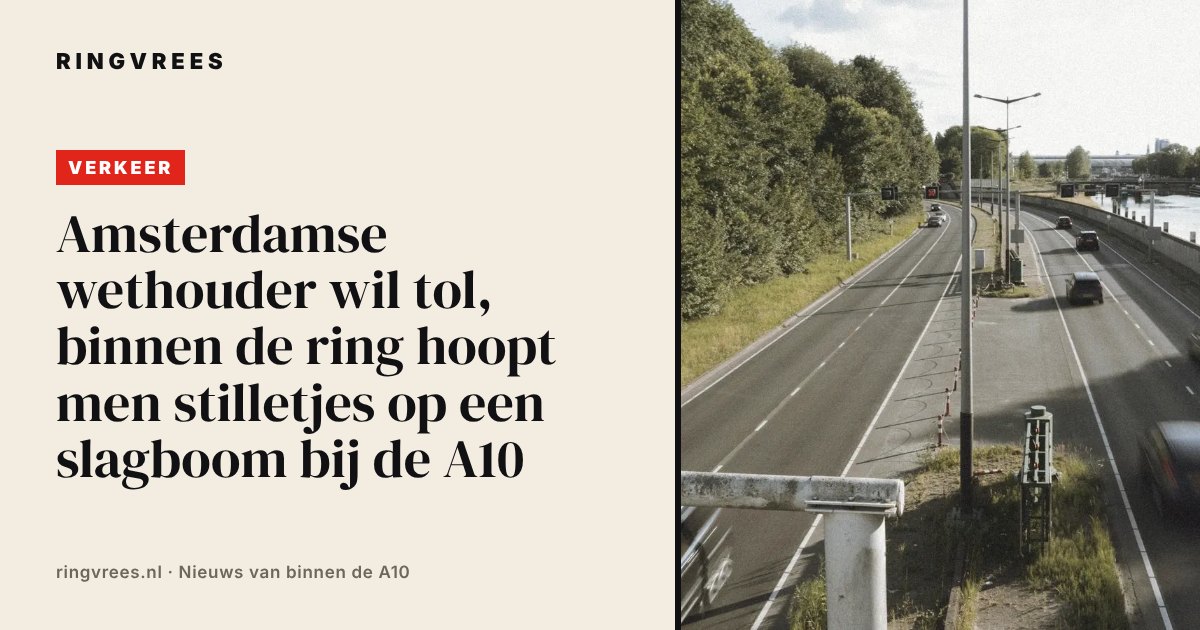 RINGVREES
VERKEER
Amsterdamse
wethouder wil tol,
binnen de ring hoopt
men stilletjes op een
slagboom bij de A10
ringvrees.nl · Nieuws van binnen de A10